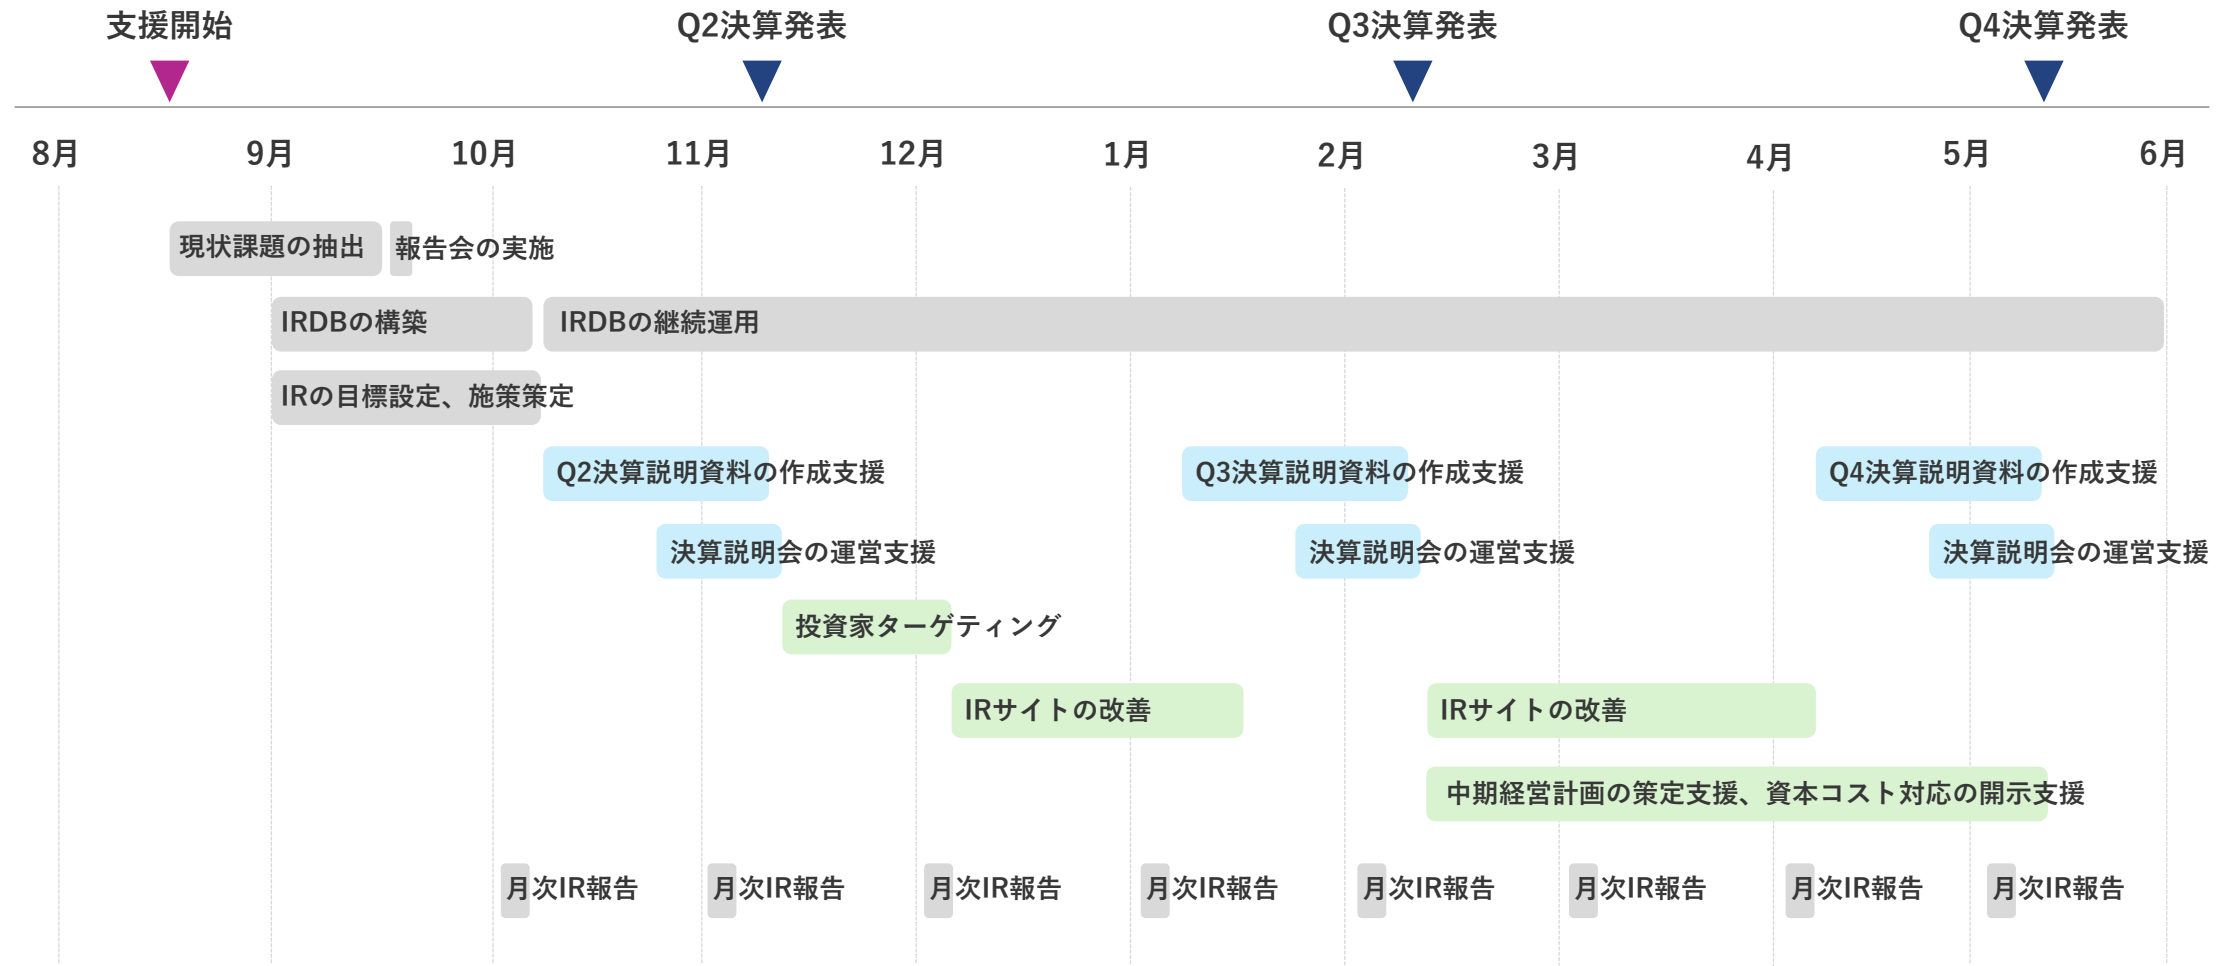 支援開始
Q2決算発表
Q3決算発表
Q4決算発表
8月
9月
10月
11月
12月
1月
2月
3月
4月
5月
6月
現状課題の抽出
報告会の実施
IRDBの構築
IRDBの継続運用
IRの目標設定、施策策定
Q2決算説明資料の作成支援
Q3決算説明資料の作成支援
Q4決算説明資料の作成支援
決算説明会の運営支援
決算説明会の運営支援
決算説明会の運営支援
投資家ターゲティング
IRサイトの改善
IRサイトの改善
中期経営計画の策定支援、資本コスト対応の開示支援
月次IR報告
月次IR報告
月次IR報告
月次IR報告
月次IR報告
月次IR報告
月次IR報告
月次IR報告